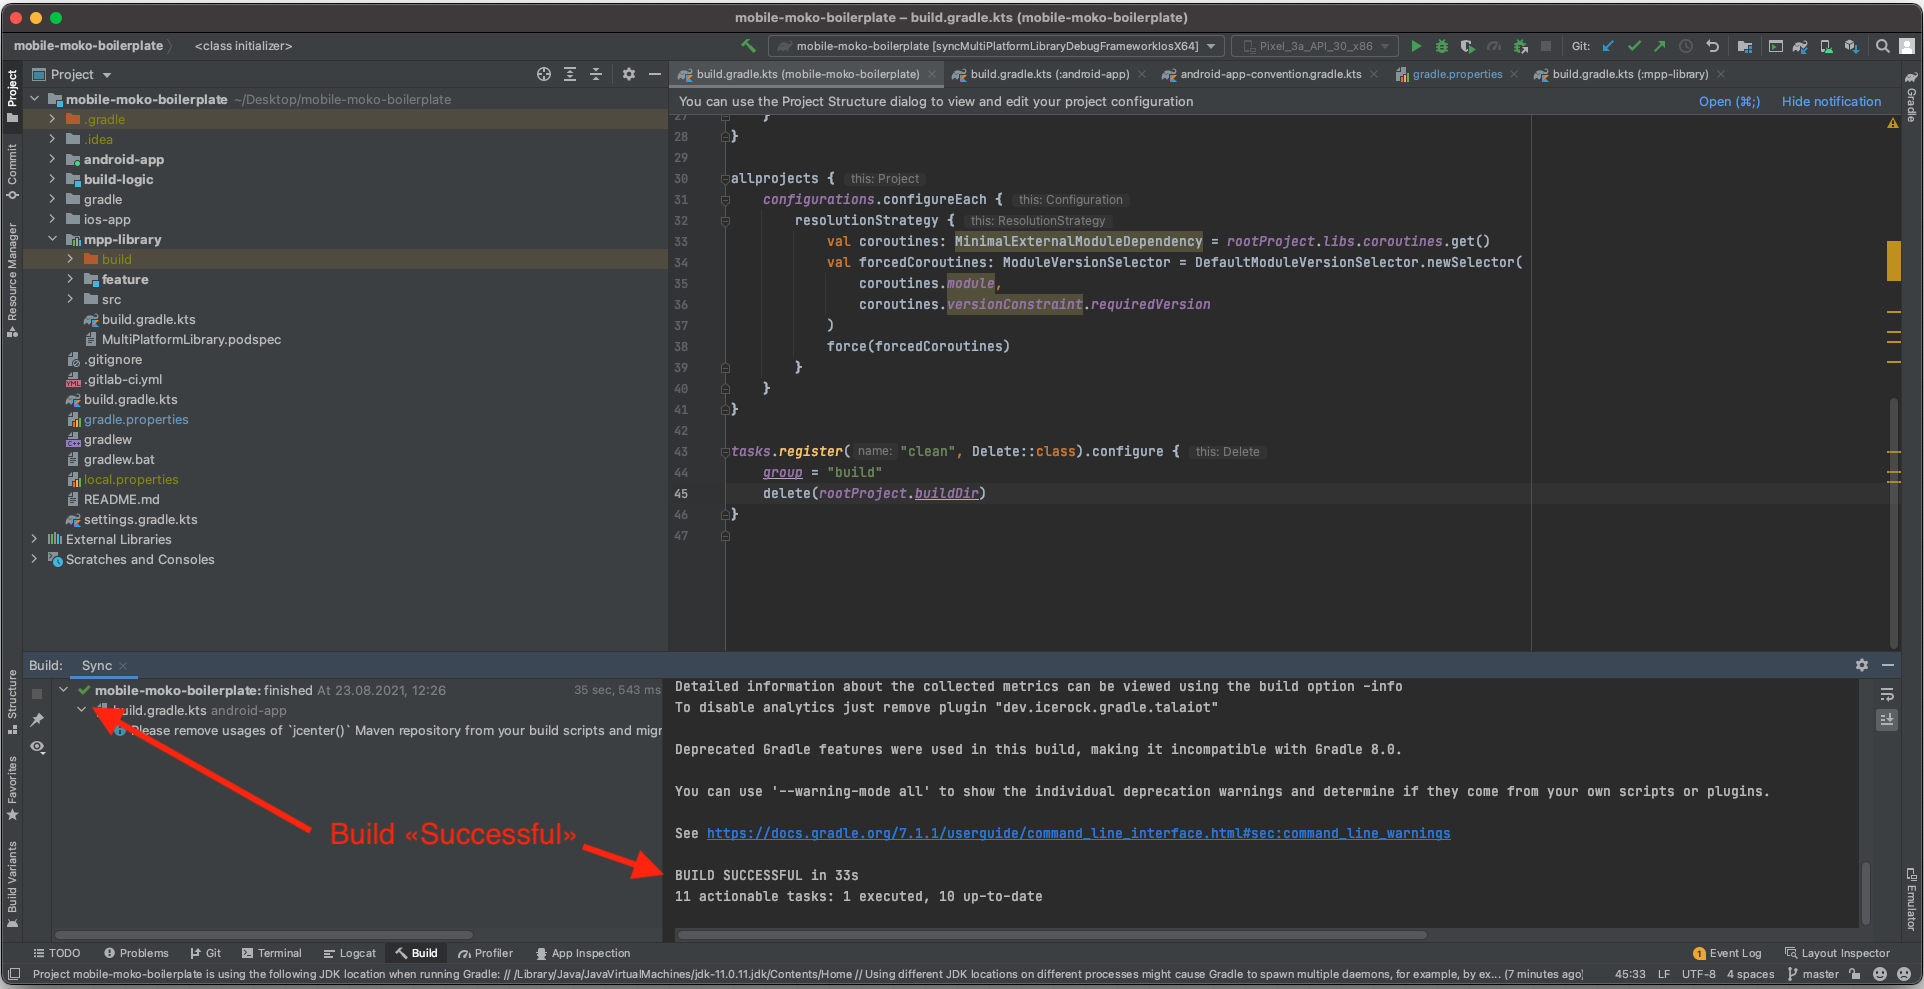 mobile-moko-boilerplate – build.gradle.kts (mobile-moko-boilerplate)
mobile-moko-boilerplate
<class initializer>
mobile-moko-boilerplate [syncMultiPlatformLibraryDebugFrameworkIosX64]
Pixel_3a_API_30_x86
Git:
Project
build.gradle.kts (mobile-moko-boilerplate)
build.gradle.kts (:android-app)
android-app-convention.gradle.kts
gradle.properties
build.gradle.kts (:mpp-library)
You can use the Project Structure dialog to view and edit your project configuration
Open (⌘;)
Hide notification
Project
Commit
Resource Manager
Structure
Favorites
Build Variants
Gradle
Emulator
mobile-moko-boilerplate ~/Desktop/mobile-moko-boilerplate
.gradle
.idea
android-app
build-logic
gradle
ios-app
mpp-library
build
feature
src
build.gradle.kts
MultiPlatformLibrary.podspec
.gitignore
.gitlab-ci.yml
build.gradle.kts
gradle.properties
gradlew
gradlew.bat
local.properties
README.md
settings.gradle.kts
External Libraries
Scratches and Consoles
27 }
28 }
29
30 allprojects { this: Project
31 configurations.configureEach { this: Configuration
32 resolutionStrategy { this: ResolutionStrategy
33 val coroutines: MinimalExternalModuleDependency = rootProject.libs.coroutines.get()
34 val forcedCoroutines: ModuleVersionSelector = DefaultModuleVersionSelector.newSelector(
35 coroutines.module,
36 coroutines.versionConstraint.requiredVersion
37 )
38 force(forcedCoroutines)
39 }
40 }
41 }
42
43 tasks.register( name: "clean", Delete::class).configure { this: Delete
44 group = "build"
45 delete(rootProject.buildDir)
46 }
47
Build:
Sync
mobile-moko-boilerplate: finished At 23.08.2021, 12:26
35 sec, 543 ms
build.gradle.kts android-app
Please remove usages of `jcenter()` Maven repository from your build scripts and migr
Build «Successful»
Detailed information about the collected metrics can be viewed using the build option -info
To disable analytics just remove plugin "dev.icerock.gradle.talaiot"
Deprecated Gradle features were used in this build, making it incompatible with Gradle 8.0.
You can use '--warning-mode all' to show the individual deprecation warnings and determine if they come from your own scripts or plugins.
See https://docs.gradle.org/7.1.1/userguide/command_line_interface.html#sec:command_line_warnings
BUILD SUCCESSFUL in 33s
11 actionable tasks: 1 executed, 10 up-to-date
TODO
Problems
Git
Terminal
Logcat
Build
Profiler
App Inspection
1 Event Log
Layout Inspector
Project mobile-moko-boilerplate is using the following JDK location when running Gradle: // /Library/Java/JavaVirtualMachines/jdk-11.0.11.jdk/Contents/Home // Using different JDK locations on different processes might cause Gradle to spawn multiple daemons, for example, by ex... (7 minutes ago)
45:33
LF
UTF-8
4 spaces
master